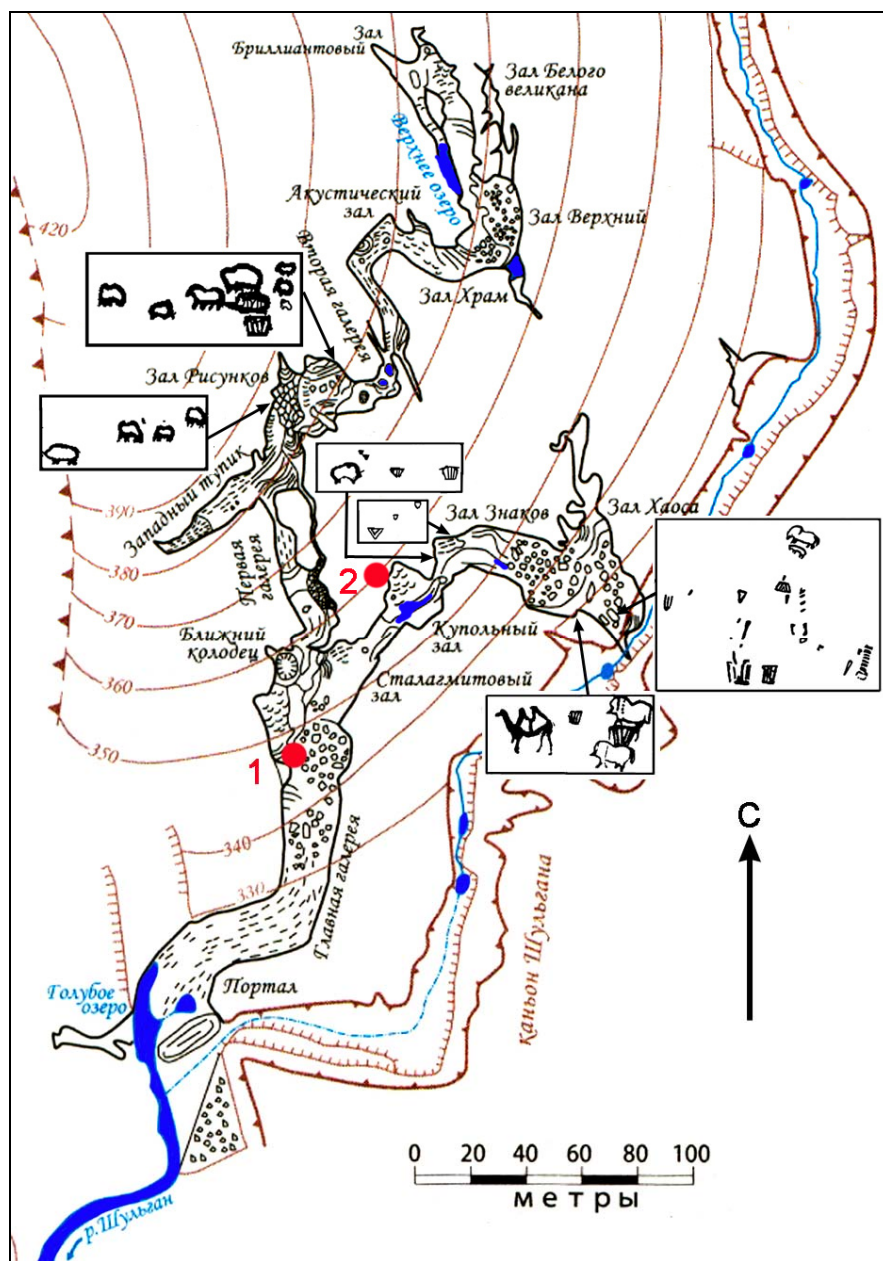 Зал
Бриллиантовый
Зал Белого
великана
Верхнее озеро
Акустический
зал
Зал Верхний
Вторая галерея
Зал Храм
420
Зал Рисунков
Западный тупик
390
380
370
360
350
340
330
Первая
галерея
Зал Знаков
Зал Хаоса
2
Ближний
колодец
Купольный
зал
Сталагмитовый
зал
1
Главная галерея
С
каньон Шульгана
Голубое
озеро
Портал
р.Шульган
0 20 40 60 80 100
метры